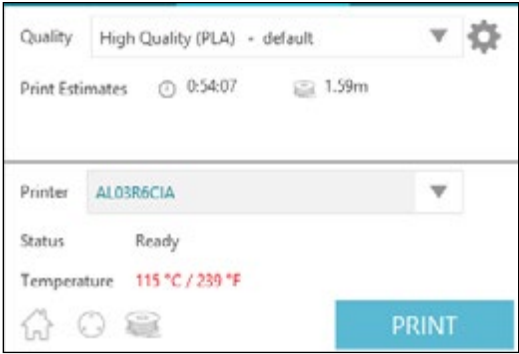 Quality High Quality (PLA) - default
Print Estimates 0:54:07 1.59m
Printer AL03R6CIA
Status Ready
Temperature 115 °C / 239 °F
PRINT